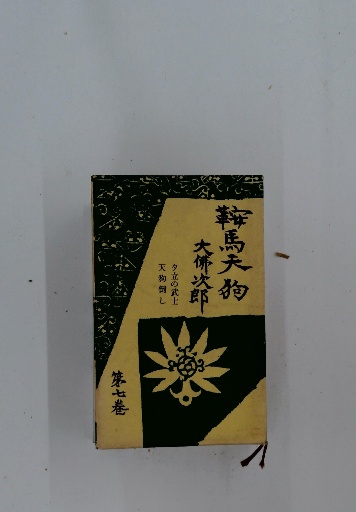 鞍馬天狗
大佛次郎
夕立の武士
天狗倒し
第七巻